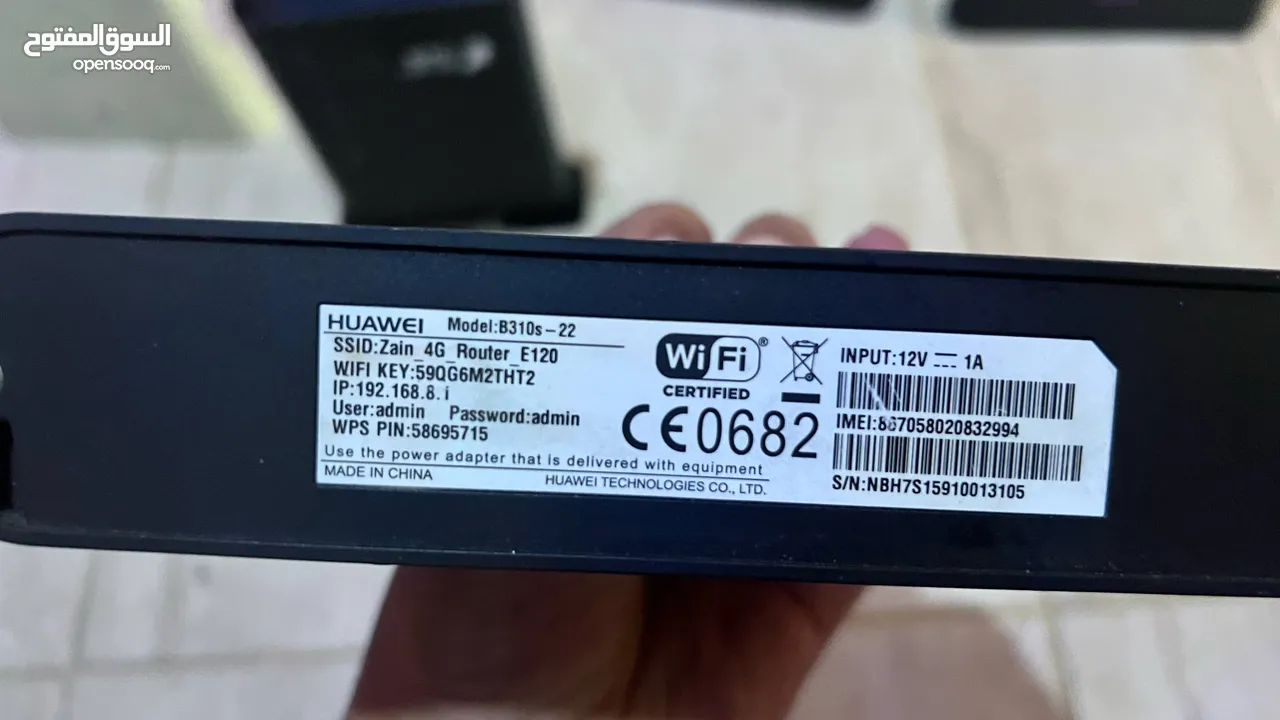 السوق المفتوح
opensooq.com
HUAWEI Model:B310s-22
SSID:Zain_4G_Router_E120
WIFI KEY:59QG6M2THT2
IP:192.168.8.1
User:admin Password:admin
WPS PIN:58695715
Use the power adapter that is delivered with equipment
MADE IN CHINA HUAWEI TECHNOLOGIES CO., LTD.
Wi Fi®
CERTIFIED
CE0682
INPUT:12V ⎓ 1A
IMEI:867058020832994
S/N:NBH7S15910013105